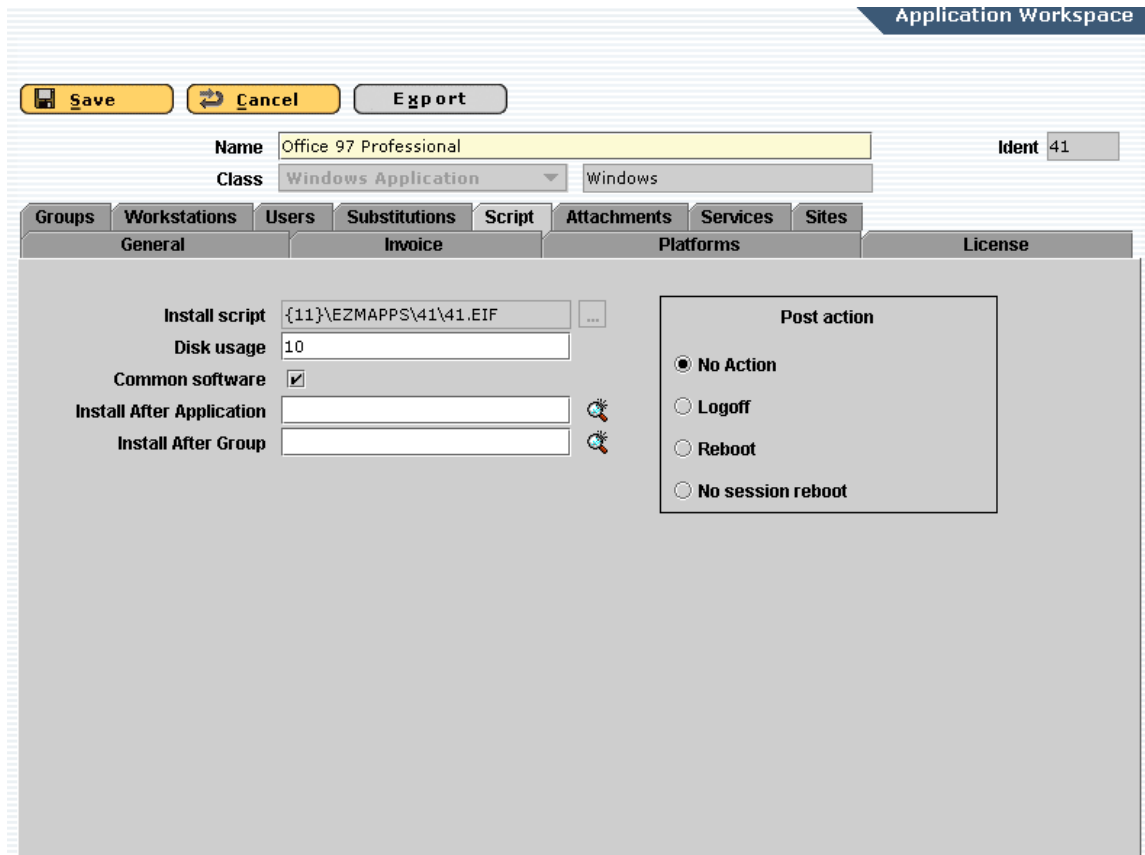 Application Workspace
Save Cancel Export
Name Office 97 Professional Ident 41
Class Windows Application Windows
Groups Workstations Users Substitutions Script Attachments Services Sites
General Invoice Platforms License
Install script {11}\EZMAPPS\41\41.EIF ... Post action
Disk usage 10
No Action
Common software
Install After Application Logoff
Install After Group Reboot
No session reboot